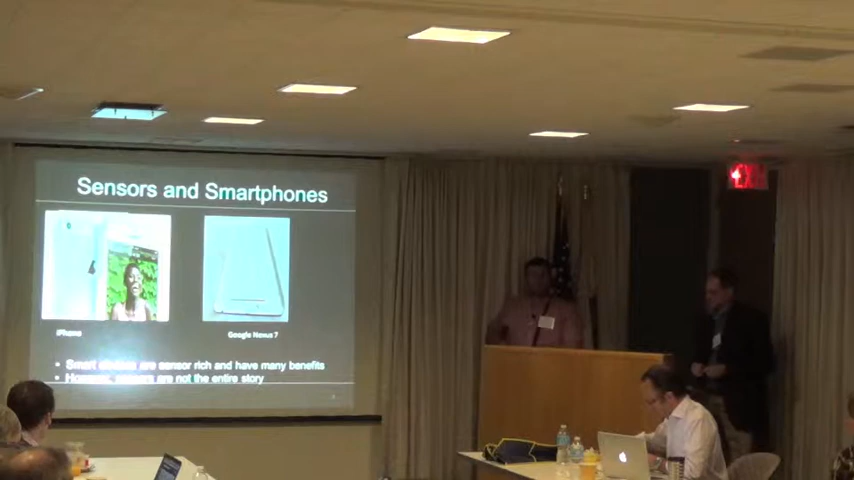 Sensors and Smartphones
EXIT
iPhone
Google Nexus 7
Smart devices are sensor rich and have many benefits
However, sensors are not the entire story